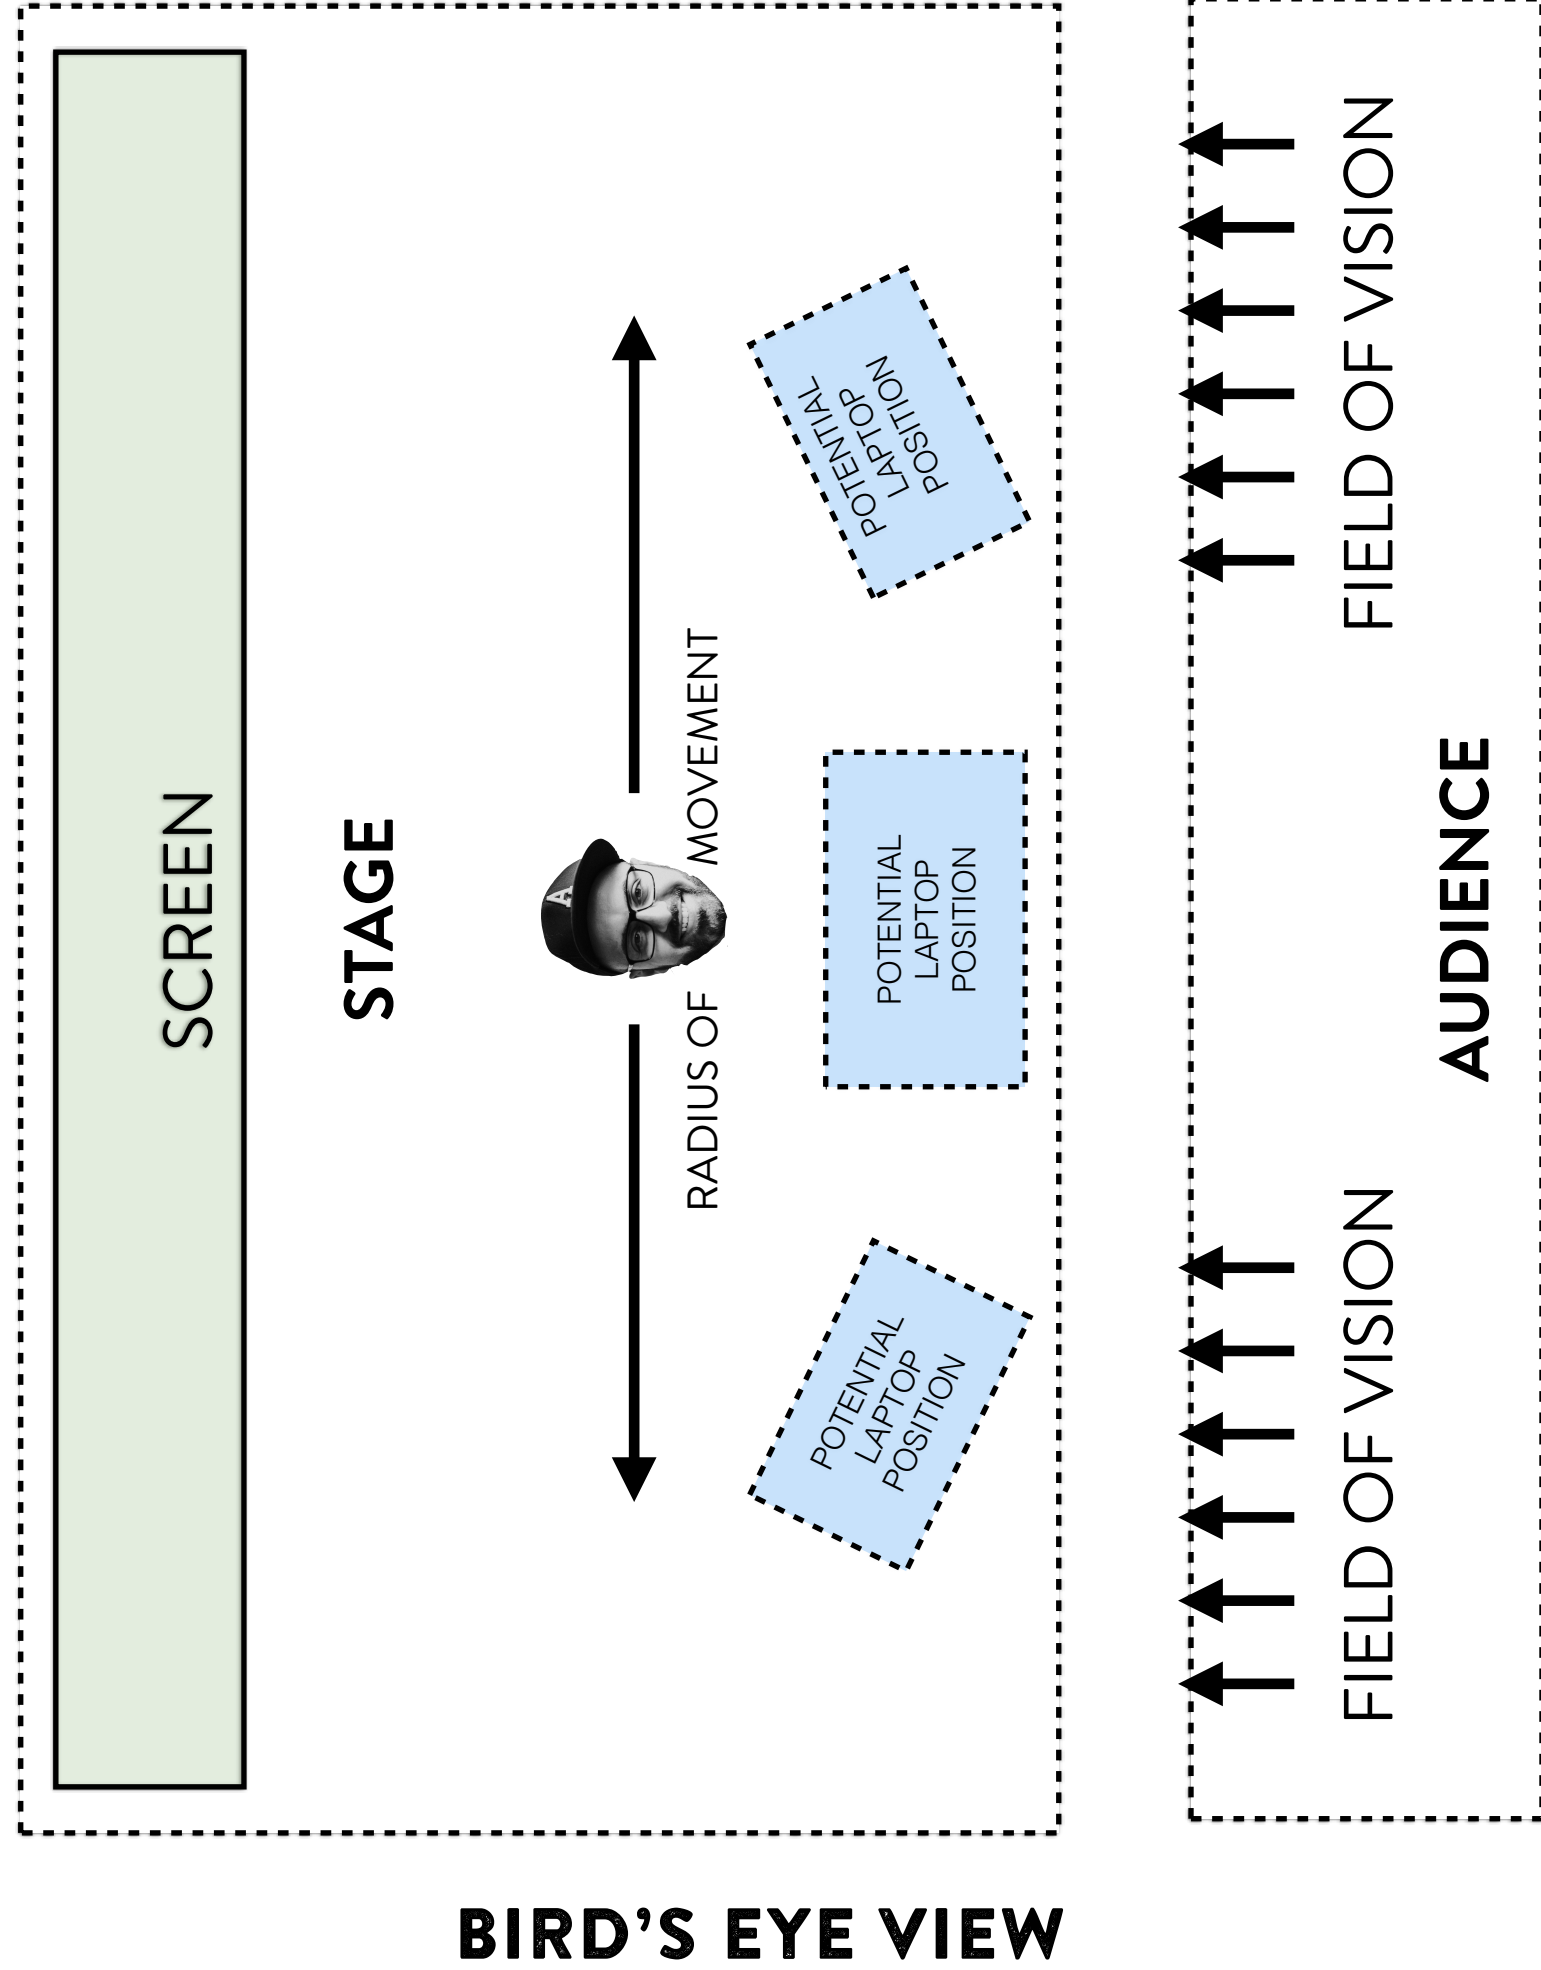 SCREEN
STAGE
A
RADIUS OF MOVEMENT
POTENTIAL
LAPTOP
POSITION
POTENTIAL
LAPTOP
POSITION
POTENTIAL
LAPTOP
POSITION
FIELD OF VISION
FIELD OF VISION
AUDIENCE
BIRD’S EYE VIEW